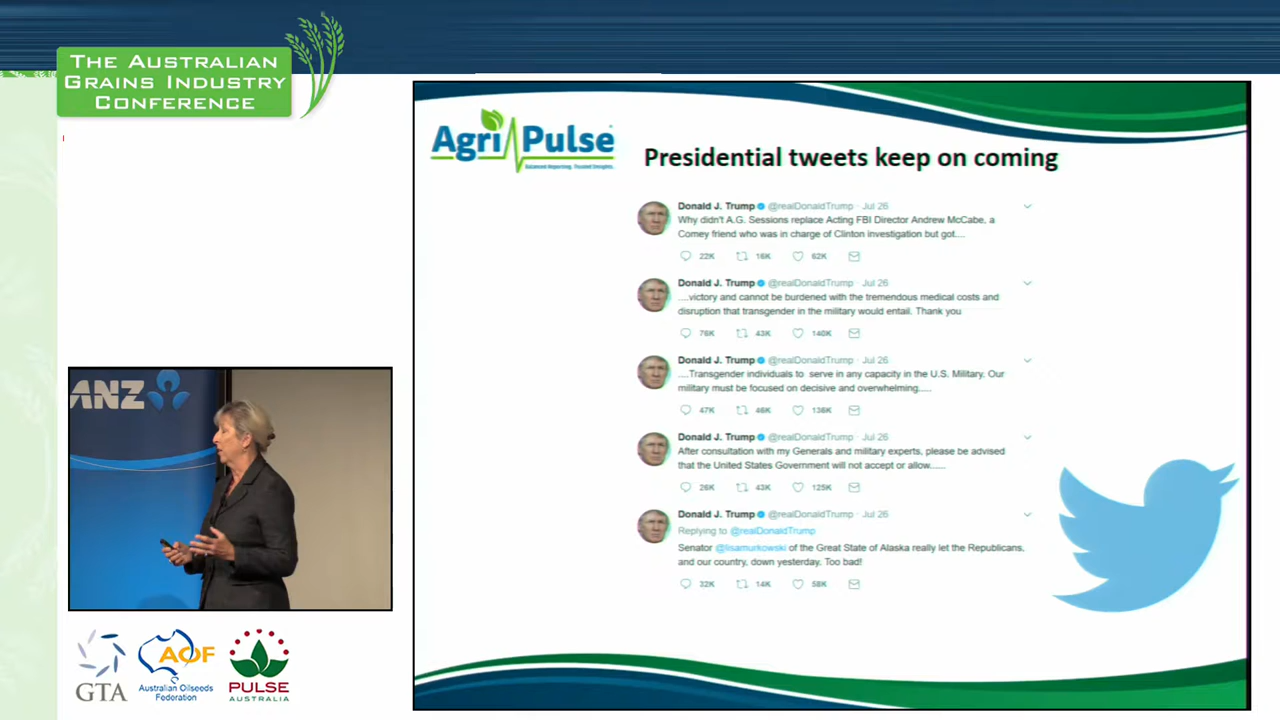 THE AUSTRALIAN
GRAINS INDUSTRY
CONFERENCE
Agri Pulse
Balanced Reporting. Trusted Insights.
Presidential tweets keep on coming
Donald J. Trump @realDonaldTrump · Jul 26
Why didn't A.G. Sessions replace Acting FBI Director Andrew McCabe, a
Comey friend who was in charge of Clinton investigation but got....
22K 16K 62K
Donald J. Trump @realDonaldTrump · Jul 26
....victory and cannot be burdened with the tremendous medical costs and
disruption that transgender in the military would entail. Thank you
76K 43K 140K
Donald J. Trump @realDonaldTrump · Jul 26
....Transgender individuals to serve in any capacity in the U.S. Military. Our
military must be focused on decisive and overwhelming.....
47K 46K 136K
Donald J. Trump @realDonaldTrump · Jul 26
After consultation with my Generals and military experts, please be advised
that the United States Government will not accept or allow......
26K 43K 125K
Donald J. Trump @realDonaldTrump · Jul 26
Replying to @realDonaldTrump
Senator @lisamurkowski of the Great State of Alaska really let the Republicans,
and our country, down yesterday. Too bad!
32K 14K 58K
ANZ
GTA
AOF
Australian Oilseeds
Federation
PULSE
AUSTRALIA